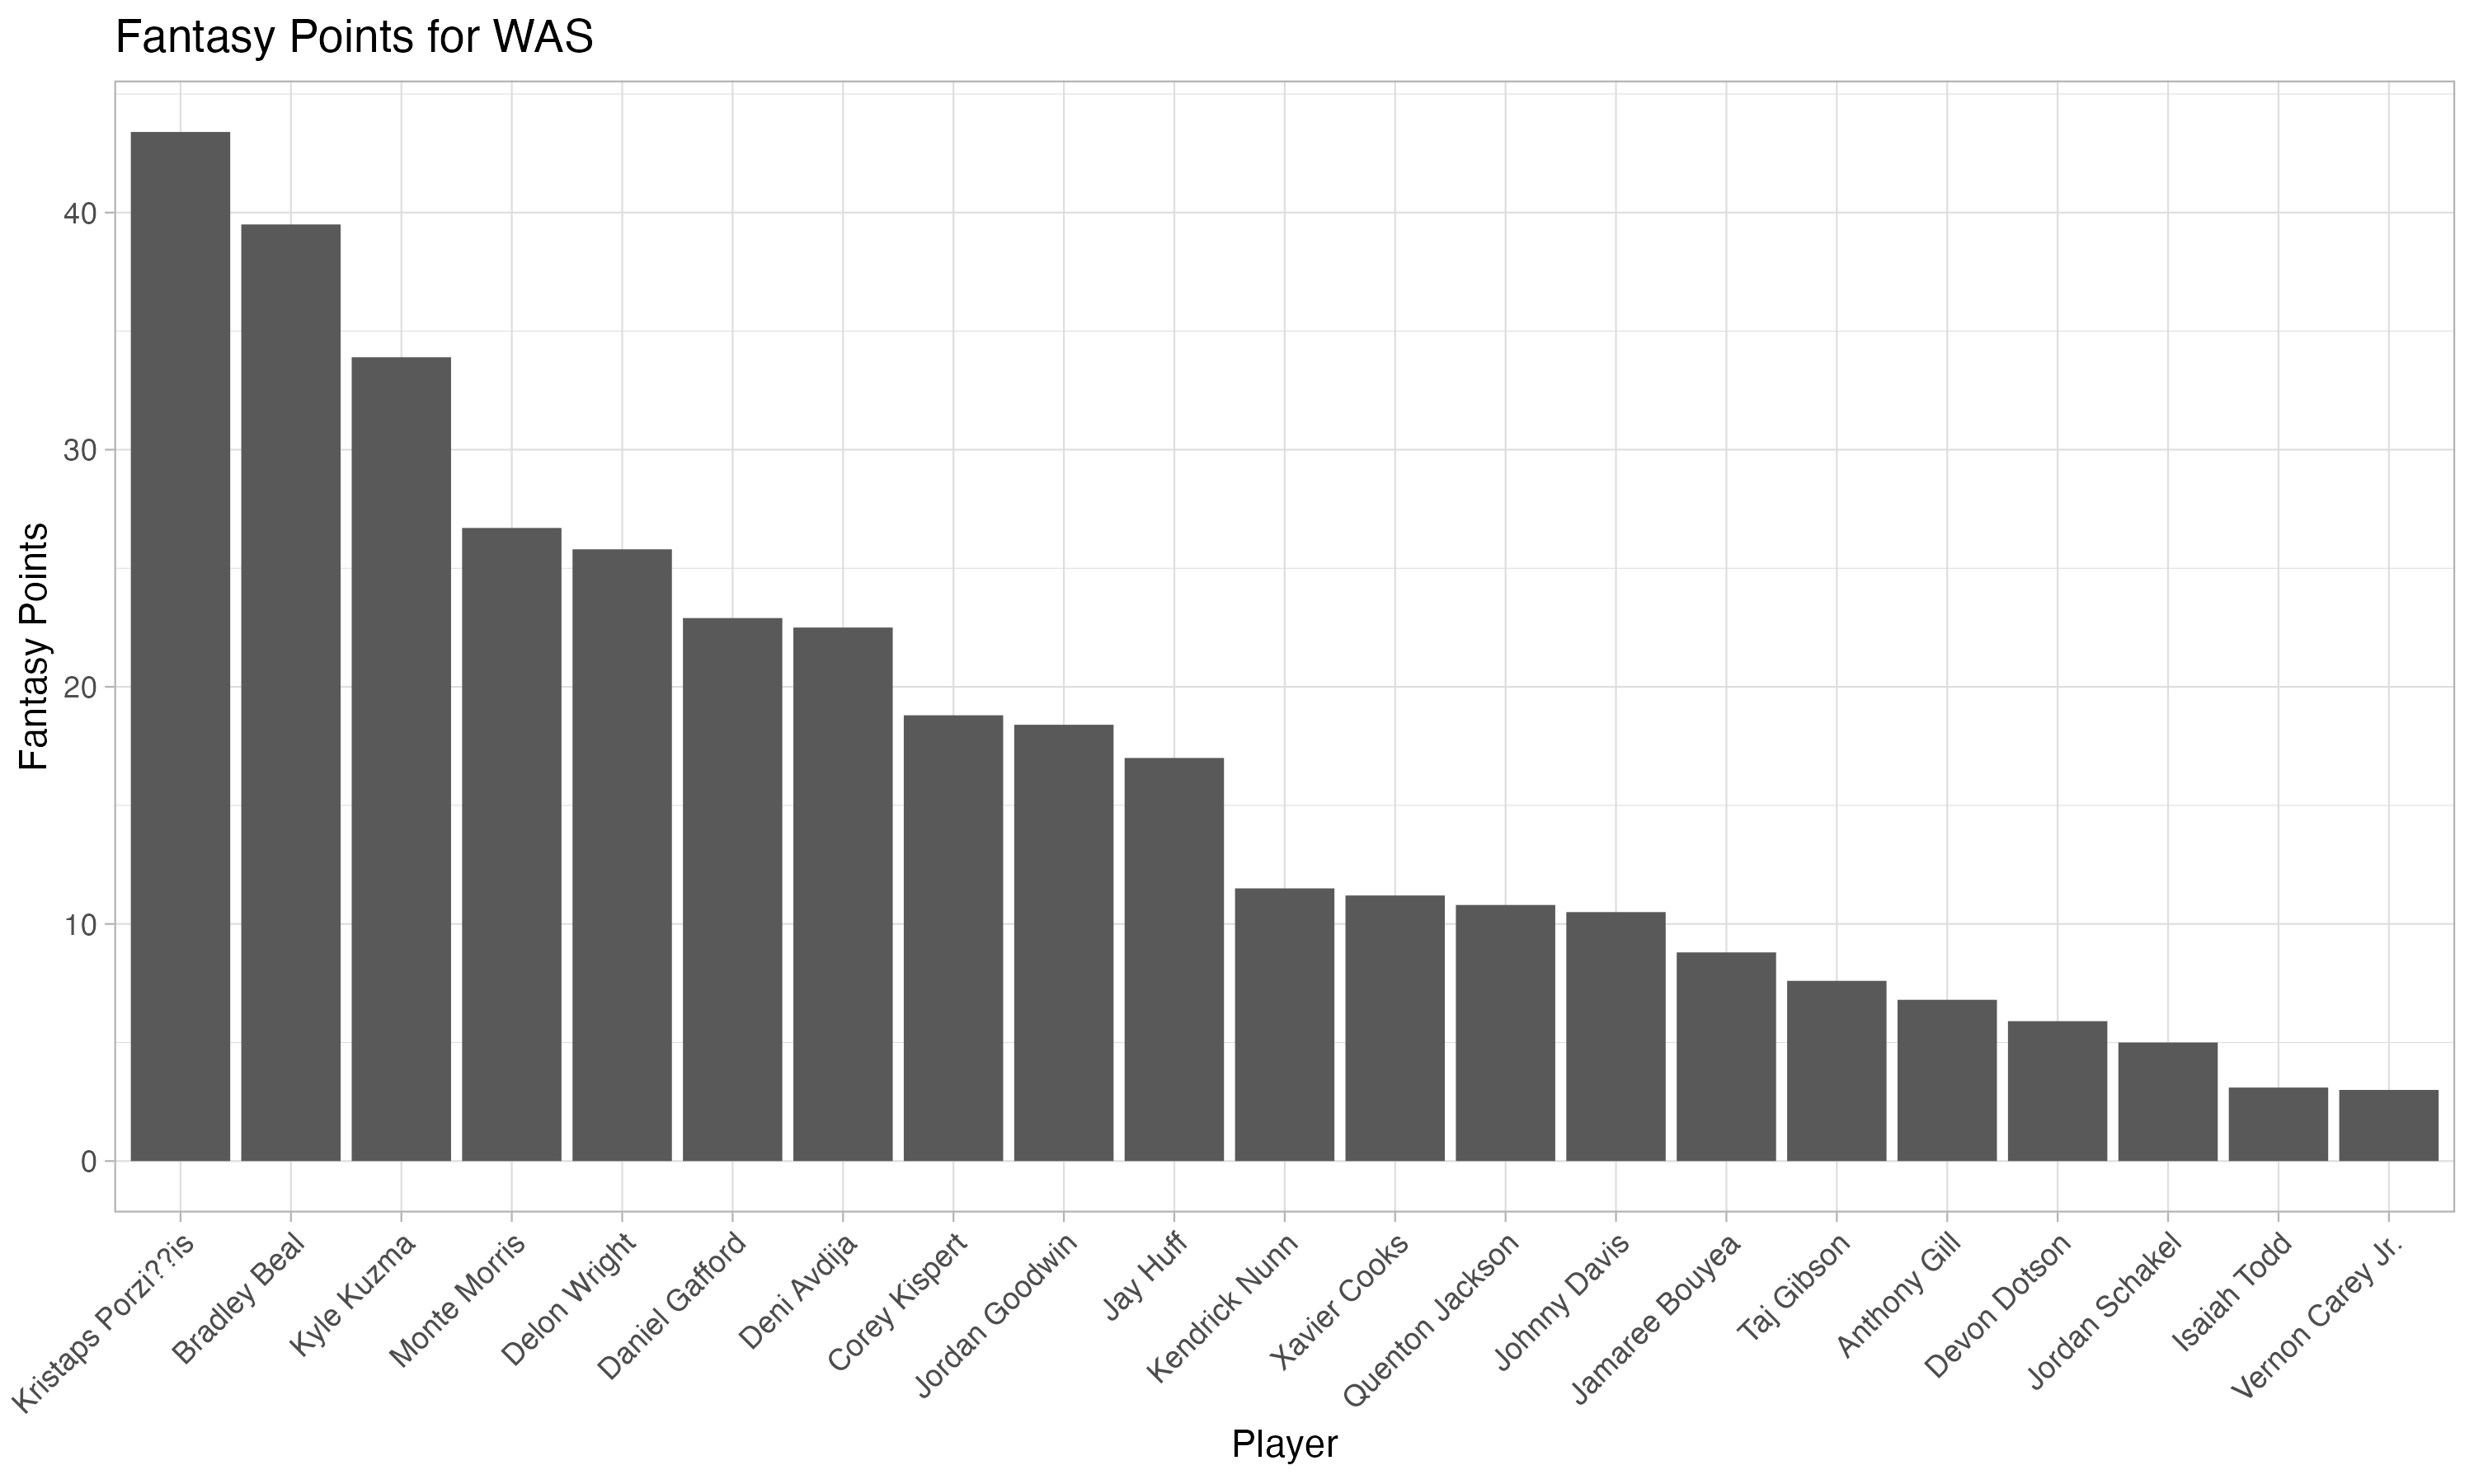 Fantasy Points for WAS
Fantasy Points
40
30
20
10
0
Kristaps Porzi??is
Bradley Beal
Kyle Kuzma
Monte Morris
Delon Wright
Daniel Gafford
Deni Avdija
Corey Kispert
Jordan Goodwin
Jay Huff
Kendrick Nunn
Xavier Cooks
Quenton Jackson
Johnny Davis
Jamaree Bouyea
Taj Gibson
Anthony Gill
Devon Dotson
Jordan Schakel
Isaiah Todd
Vernon Carey Jr.
Player